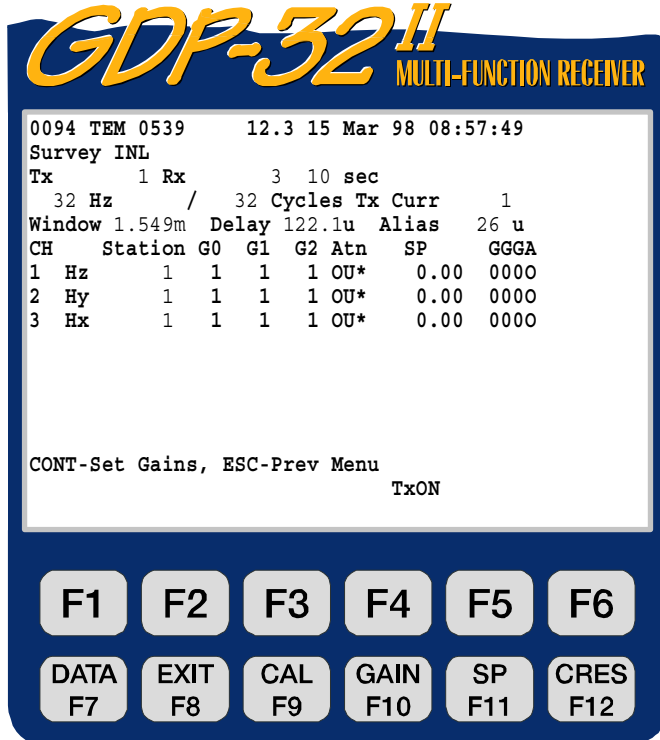 GDP-32 II
MULTI-FUNCTION RECEIVER
0094 TEM 0539 12.3 15 Mar 98 08:57:49
Survey INL
Tx 1 Rx 3 10 sec
32 Hz / 32 Cycles Tx Curr 1
Window 1.549m Delay 122.1u Alias 26 u
CH Station G0 G1 G2 Atn SP GGGA
1 Hz 1 1 1 1 OU* 0.00 000O
2 Hy 1 1 1 1 OU* 0.00 000O
3 Hx 1 1 1 1 OU* 0.00 000O
CONT-Set Gains, ESC-Prev Menu
TxON
F1 F2 F3 F4 F5 F6
DATA EXIT CAL GAIN SP CRES
F7 F8 F9 F10 F11 F12